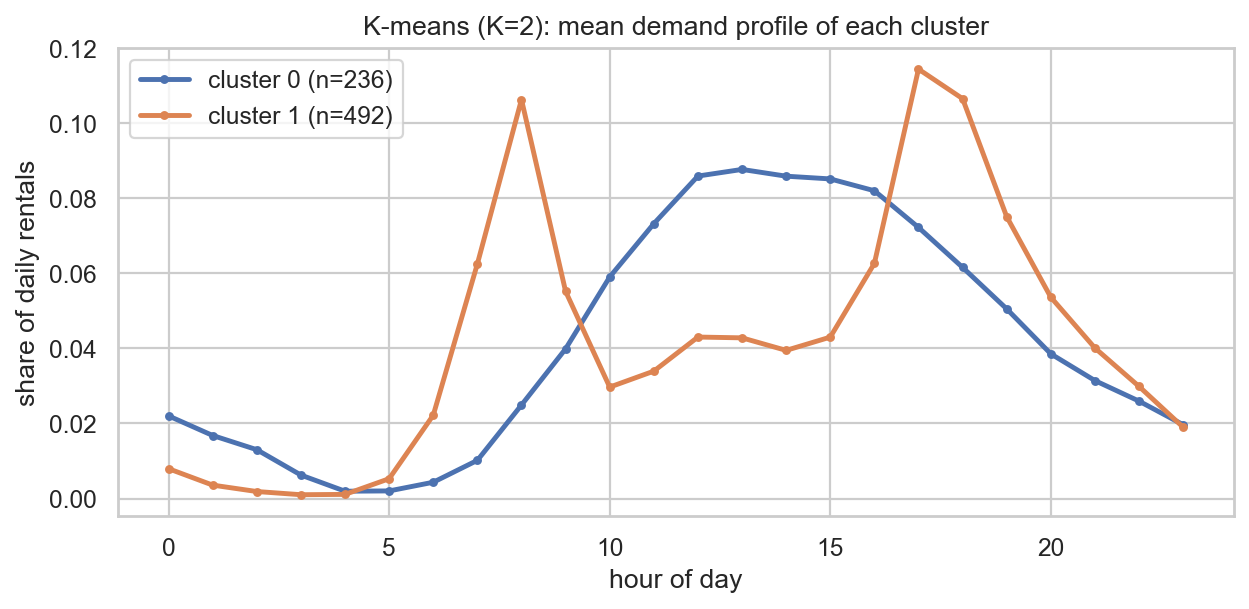 K-means (K=2): mean demand profile of each cluster
cluster 0 (n=236)
cluster 1 (n=492)
share of daily rentals
0.12
0.10
0.08
0.06
0.04
0.02
0.00
0 5 10 15 20
hour of day